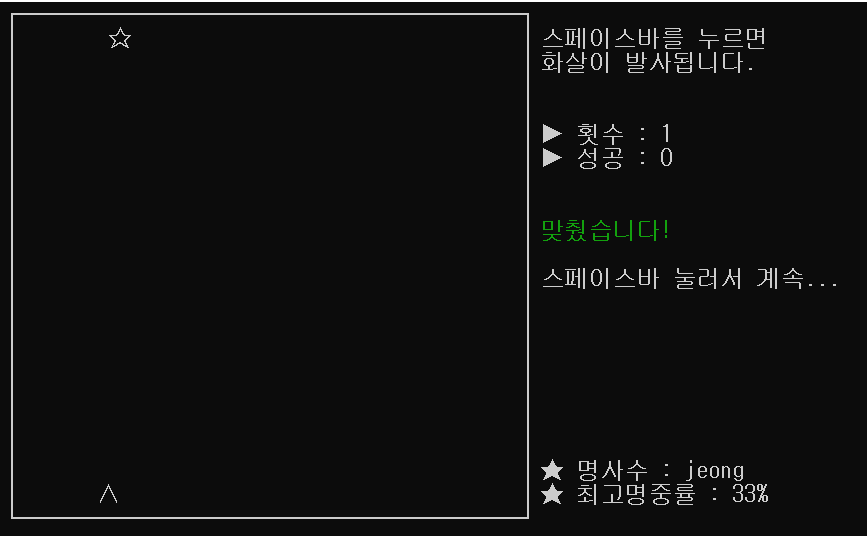 ☆
스페이스바를 누르면
화살이 발사됩니다.
▶ 횟수 : 1
▶ 성공 : 0
맞췄습니다!
스페이스바 눌러서 계속...
★ 명사수 : jeong
★ 최고명중률 : 33%
∧